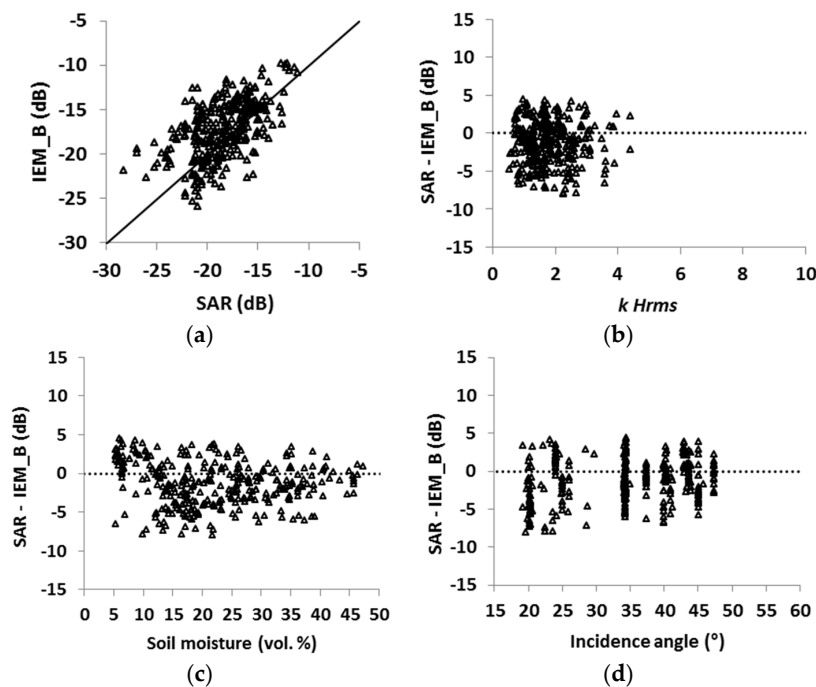 -5
-10
-15
-20
-25
-30
IEM_B (dB)
-30 -25 -20 -15 -10 -5
SAR (dB)
(a)
15
10
5
0
-5
-10
-15
SAR - IEM_B (dB)
0 2 4 6 8 10
k Hrms
(b)
15
10
5
0
-5
-10
-15
SAR - IEM_B (dB)
0 5 10 15 20 25 30 35 40 45 50
Soil moisture (vol. %)
(c)
15
10
5
0
-5
-10
-15
SAR - IEM_B (dB)
15 20 25 30 35 40 45 50 55 60
Incidence angle (°)
(d)